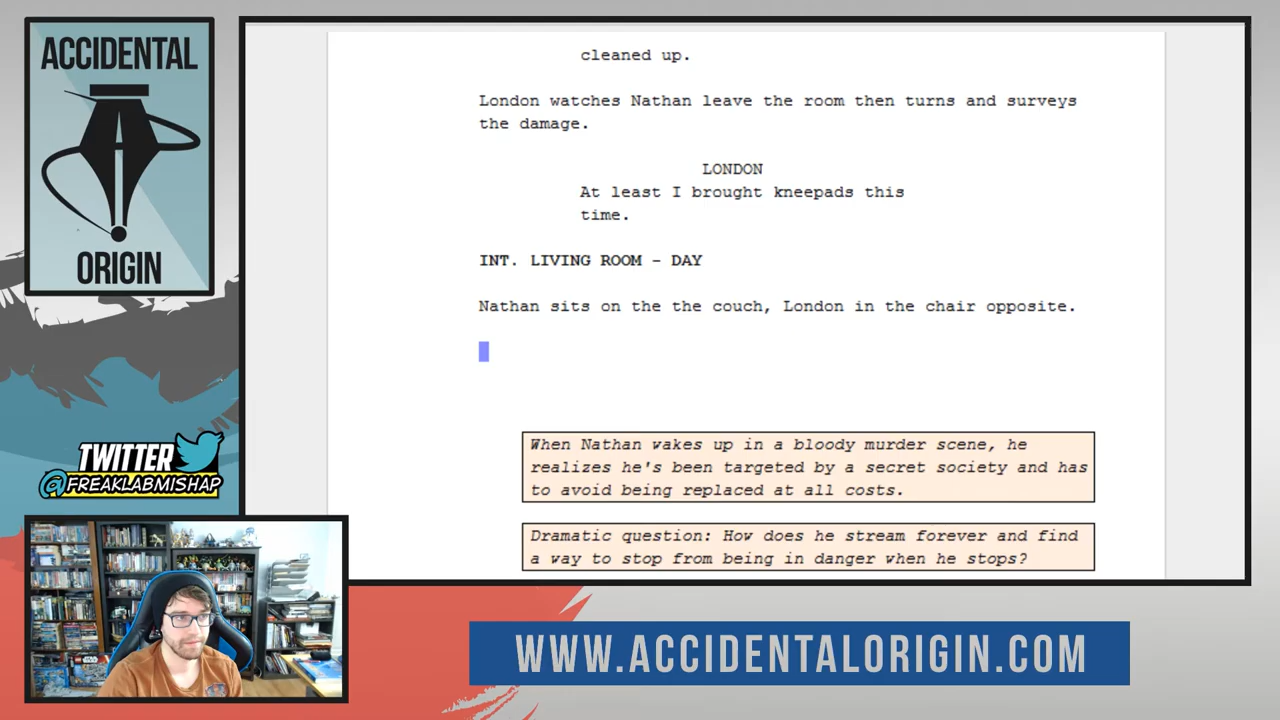 ACCIDENTAL
ORIGIN
cleaned up.
London watches Nathan leave the room then turns and surveys
the damage.
LONDON
At least I brought kneepads this
time.
INT. LIVING ROOM - DAY
Nathan sits on the the couch, London in the chair opposite.
When Nathan wakes up in a bloody murder scene, he
realizes he's been targeted by a secret society and has
to avoid being replaced at all costs.
Dramatic question: How does he stream forever and find
a way to stop from being in danger when he stops?
TWITTER
@FREAKLABMISHAP
WWW.ACCIDENTALORIGIN.COM